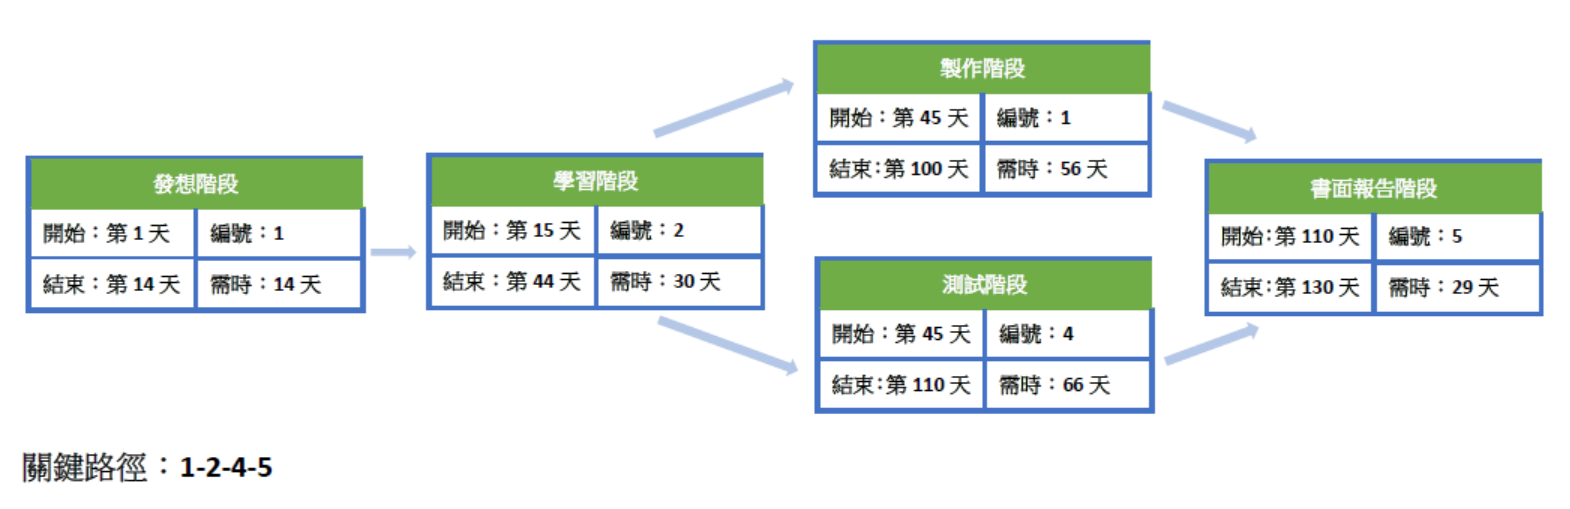 發想階段
開始：第 1 天
編號：1
結束：第 14 天
需時：14 天
學習階段
開始：第 15 天
編號：2
結束：第 44 天
需時：30 天
製作階段
開始：第 45 天
編號：1
結束：第 100 天
需時：56 天
測試階段
開始：第 45 天
編號：4
結束：第 110 天
需時：66 天
書面報告階段
開始：第 110 天
編號：5
結束：第 130 天
需時：29 天
關鍵路徑：1-2-4-5